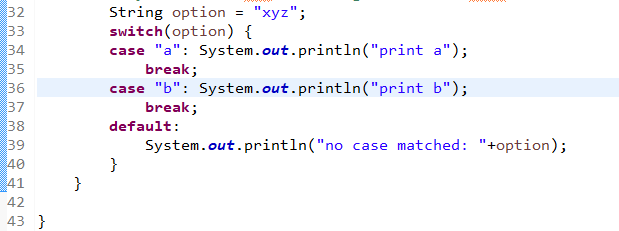 32 String option = "xyz";
33 switch(option) {
34 case "a": System.out.println("print a");
35 break;
36 case "b": System.out.println("print b");
37 break;
38 default:
39 System.out.println("no case matched: "+option);
40 }
41 }
42
43 }